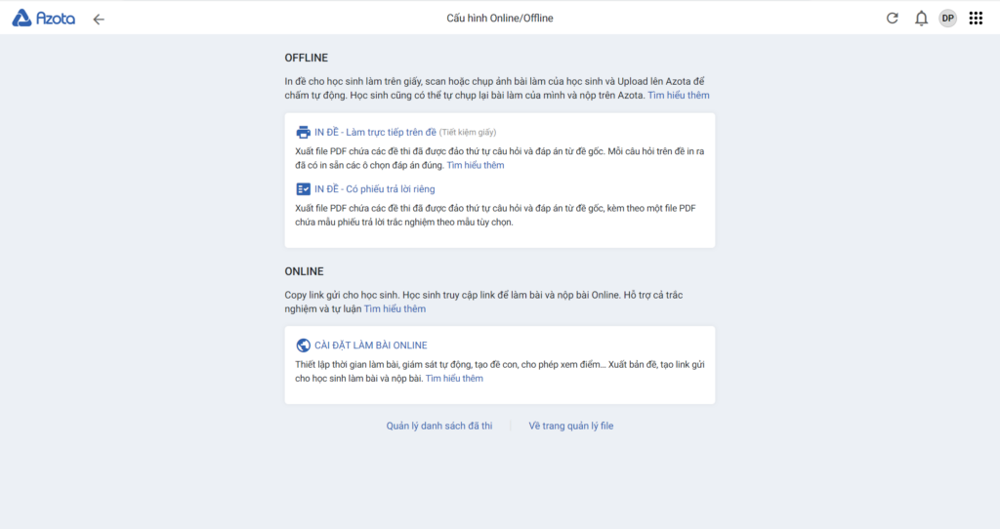 Azota
Cấu hình Online/Offline
DP
OFFLINE
In đề cho học sinh làm trên giấy, scan hoặc chụp ảnh bài làm của học sinh và Upload lên Azota để
chấm tự động. Học sinh cũng có thể tự chụp lại bài làm của mình và nộp trên Azota. Tìm hiểu thêm
IN ĐỀ - Làm trực tiếp trên đề (Tiết kiệm giấy)
Xuất file PDF chứa các đề thi đã được đảo thứ tự câu hỏi và đáp án từ đề gốc. Mỗi câu hỏi trên đề in ra
đã có in sẵn các ô chọn đáp án đúng. Tìm hiểu thêm
IN ĐỀ - Có phiếu trả lời riêng
Xuất file PDF chứa các đề thi đã được đảo thứ tự câu hỏi và đáp án từ đề gốc, kèm theo một file PDF
chứa mẫu phiếu trả lời trắc nghiệm theo mẫu tùy chọn.
ONLINE
Copy link gửi cho học sinh. Học sinh truy cập link để làm bài và nộp bài Online. Hỗ trợ cả trắc
nghiệm và tự luận Tìm hiểu thêm
CÀI ĐẶT LÀM BÀI ONLINE
Thiết lập thời gian làm bài, giám sát tự động, tạo đề con, cho phép xem điểm... Xuất bản đề, tạo link gửi
cho học sinh làm bài và nộp bài. Tìm hiểu thêm
Quản lý danh sách đã thi
Về trang quản lý file